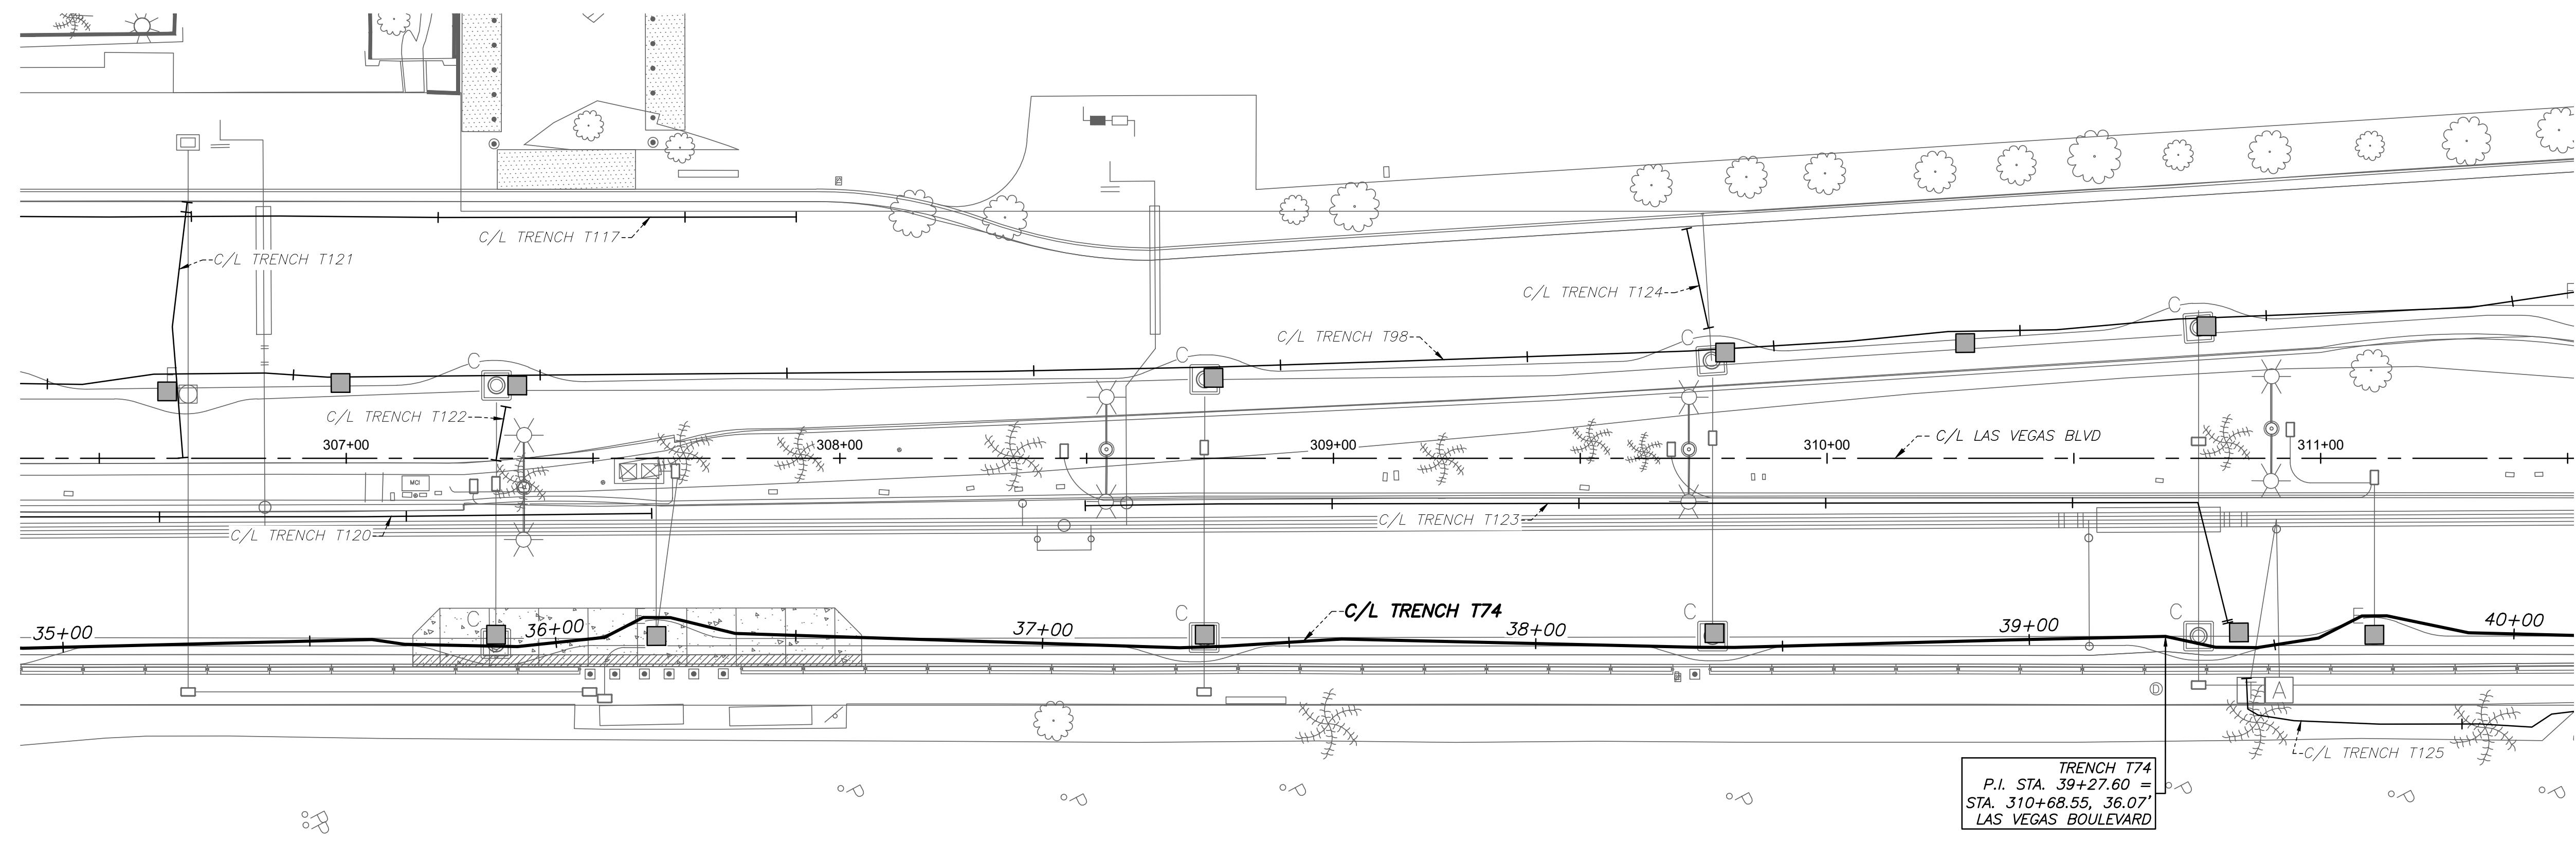 C/L TRENCH T117
C/L TRENCH T121
C/L TRENCH T124
C
C
C
C
C/L TRENCH T98
C/L TRENCH T122
307+00
308+00
309+00
310+00
C/L LAS VEGAS BLVD
311+00
MCI
C/L TRENCH T120
C/L TRENCH T123
C
C
C
C
C/L TRENCH T74
35+00
36+00
37+00
38+00
39+00
40+00
D
A
C/L TRENCH T125
TRENCH T74
P.I. STA. 39+27.60 =
STA. 310+68.55, 36.07'
LAS VEGAS BOULEVARD
P
P
P
P
P
P
P
P